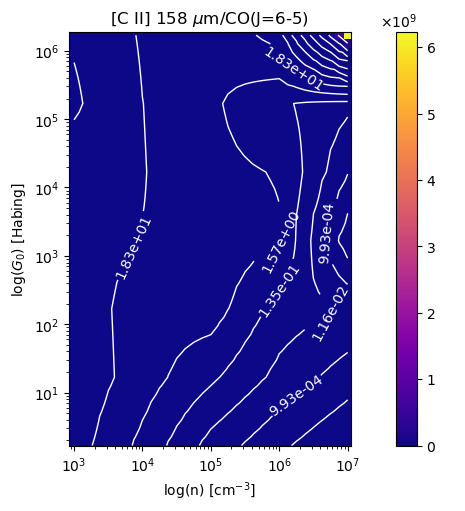 [C II] 158 μm/CO(J=6-5)
×10⁹
log(G₀) [Habing]
10⁶
10⁵
10⁴
10³
10²
10¹
1.83e+01
1.83e+01
1.57e+00
1.35e-01
9.93e-04
1.16e-02
9.93e-04
10³ 10⁴ 10⁵ 10⁶ 10⁷
log(n) [cm⁻³]
6
5
4
3
2
1
0